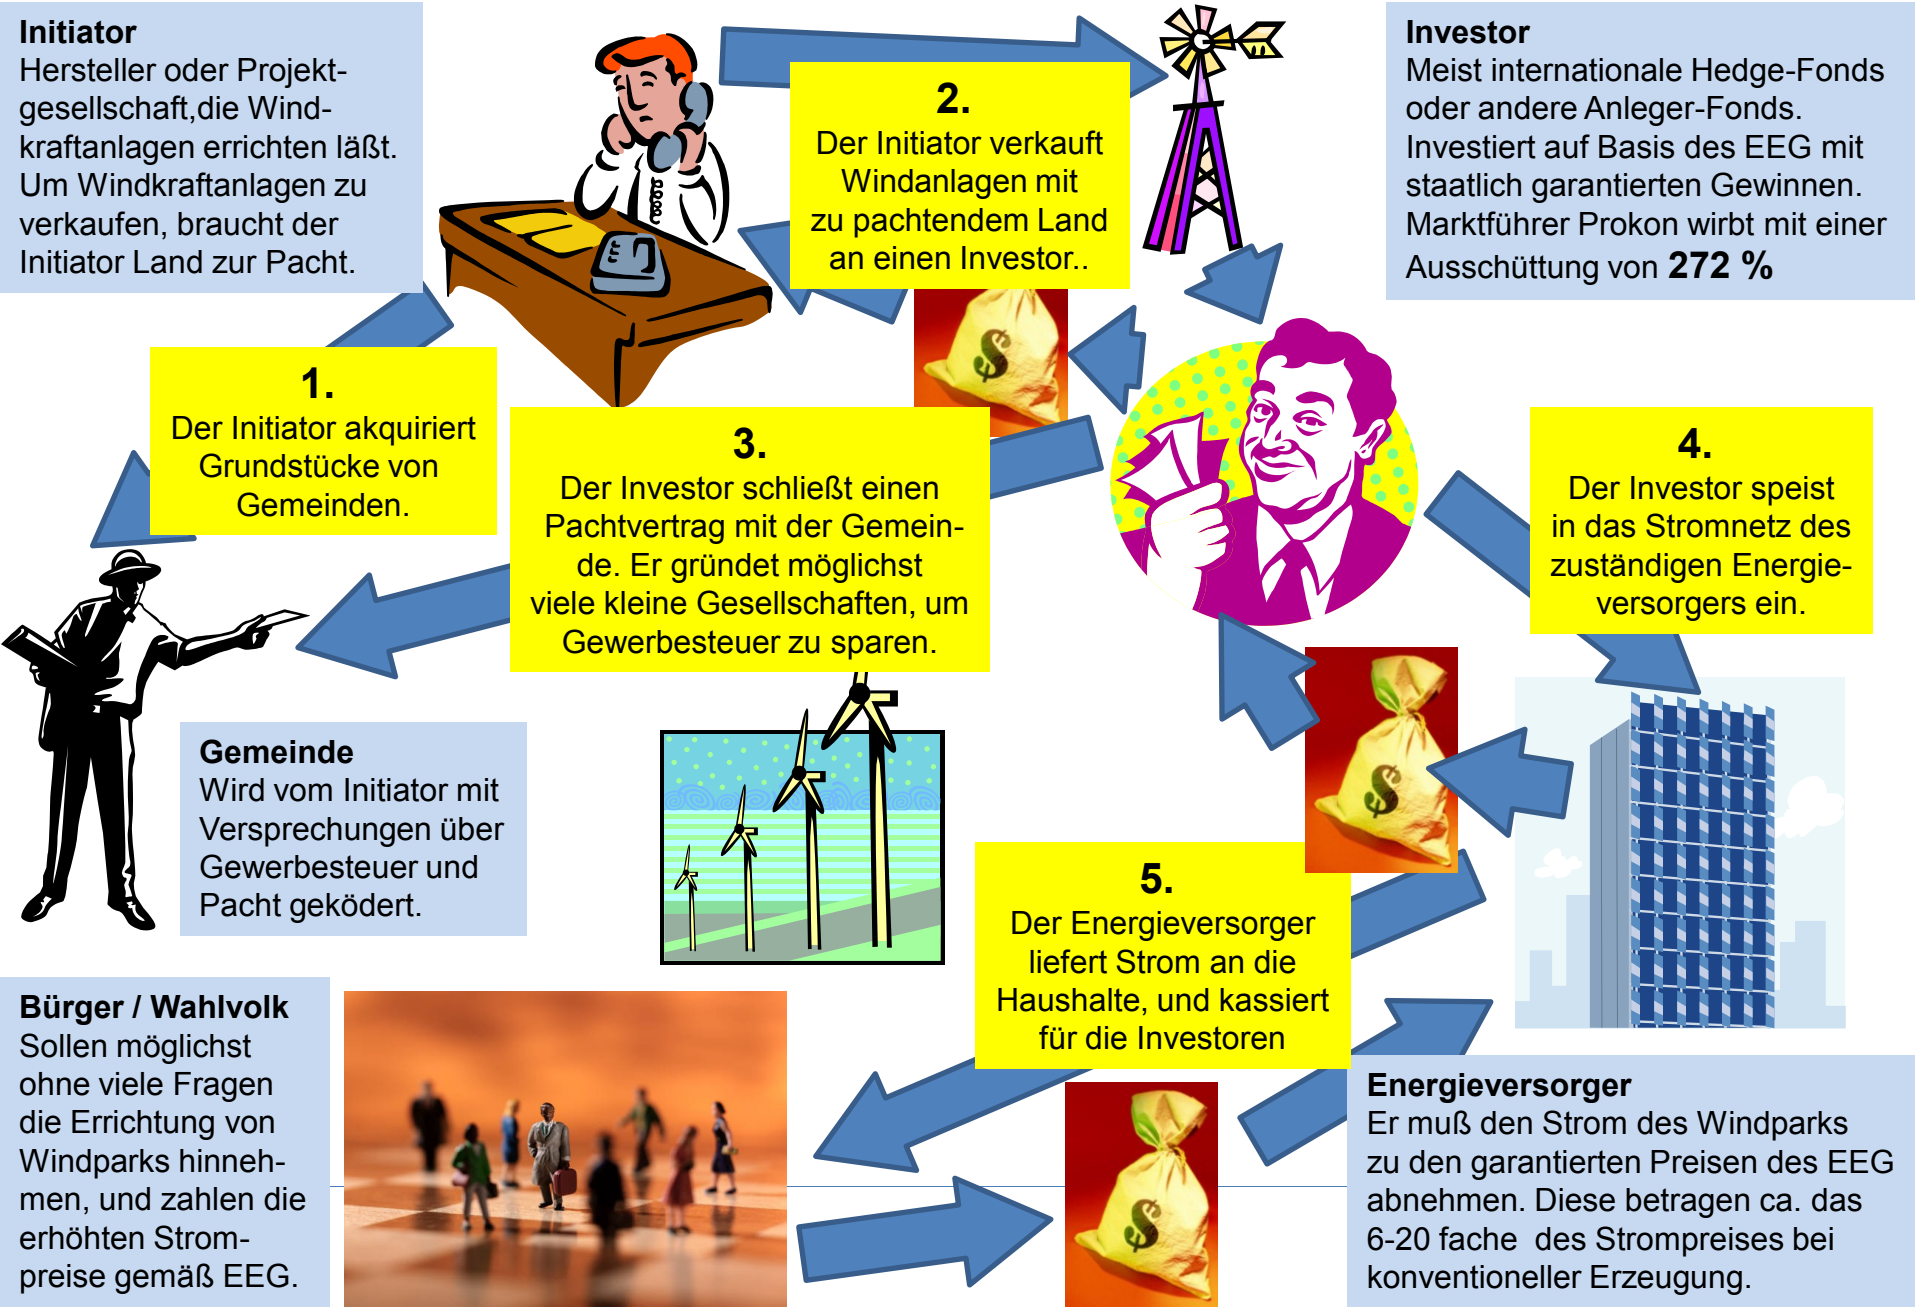 Initiator
Hersteller oder Projekt-
gesellschaft,die Wind-
kraftanlagen errichten läßt.
Um Windkraftanlagen zu
verkaufen, braucht der
Initiator Land zur Pacht.
2.
Der Initiator verkauft
Windanlagen mit
zu pachtendem Land
an einen Investor..
Investor
Meist internationale Hedge-Fonds
oder andere Anleger-Fonds.
Investiert auf Basis des EEG mit
staatlich garantierten Gewinnen.
Marktführer Prokon wirbt mit einer
Ausschüttung von 272 %
$
1.
Der Initiator akquiriert
Grundstücke von
Gemeinden.
3.
Der Investor schließt einen
Pachtvertrag mit der Gemein-
de. Er gründet möglichst
viele kleine Gesellschaften, um
Gewerbesteuer zu sparen.
4.
Der Investor speist
in das Stromnetz des
zuständigen Energie-
versorgers ein.
$
Gemeinde
Wird vom Initiator mit
Versprechungen über
Gewerbesteuer und
Pacht geködert.
5.
Der Energieversorger
liefert Strom an die
Haushalte, und kassiert
für die Investoren
Bürger / Wahlvolk
Sollen möglichst
ohne viele Fragen
die Errichtung von
Windparks hinneh-
men, und zahlen die
erhöhten Strom-
preise gemäß EEG.
$
Energieversorger
Er muß den Strom des Windparks
zu den garantierten Preisen des EEG
abnehmen. Diese betragen ca. das
6-20 fache  des Strompreises bei
konventioneller Erzeugung.